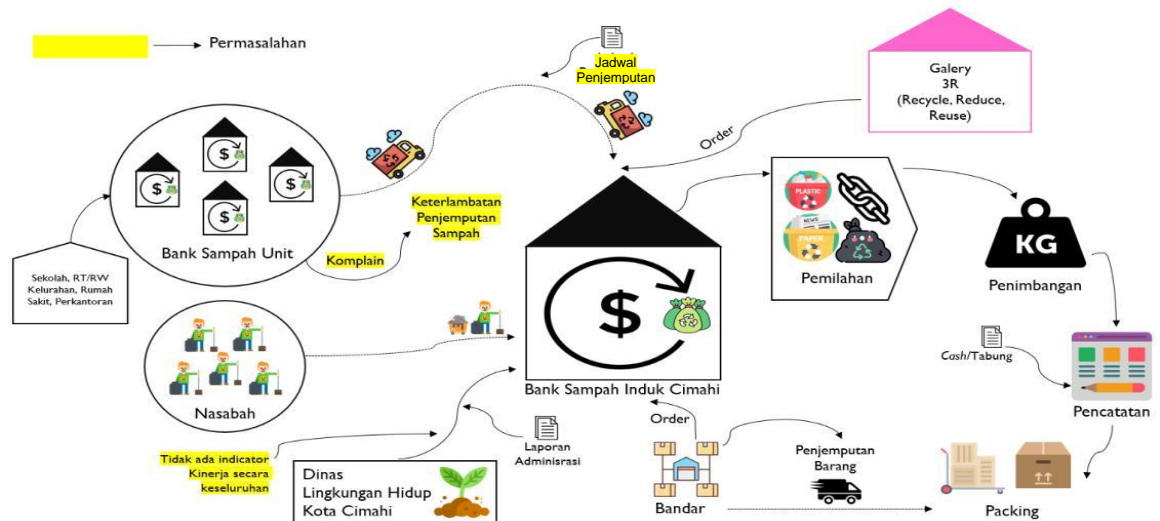 Permasalahan
Jadwal
Penjemputan
Galery
3R
(Recycle, Reduce,
Reuse)
Order
Bank Sampah Unit
Sekolah, RT/RW
Kelurahan, Rumah
Sakit, Perkantoran
Keterlambatan
Penjemputan
Sampah
Komplain
PLASTIC
NEWS
PAPER
Pemilahan
KG
Penimbangan
$
$
$
$
$
Bank Sampah Induk Cimahi
Nasabah
Cash/Tabung
Pencatatan
Tidak ada indicator
Kinerja secara
keseluruhan
Laporan
Adminisrasi
Dinas
Lingkungan Hidup
Kota Cimahi
Order
Bandar
Penjemputan
Barang
Packing